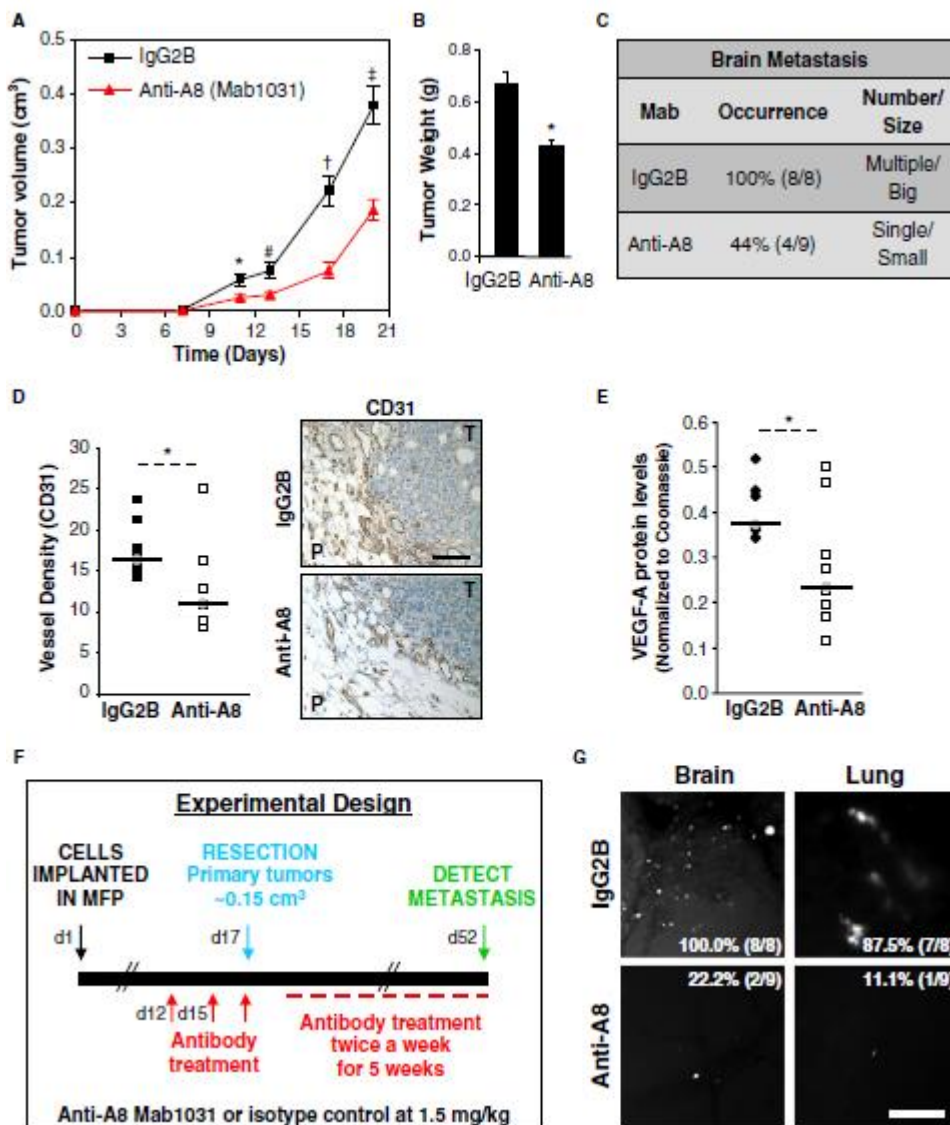 A
IgG2B
Anti-A8 (Mab1031)
Tumor volume (cm³)
0.5
0.4
0.3
0.2
0.1
0.0
* # † ‡
0 3 6 9 12 15 18 21
Time (Days)
B
Tumor Weight (g)
0.8
0.6
0.4
0.2
0.0
*
IgG2B Anti-A8
C
Brain Metastasis
Mab Occurrence Number/
Size
IgG2B 100% (8/8) Multiple/
Big
Anti-A8 44% (4/9) Single/
Small
D
Vessel Density (CD31)
30
25
20
15
10
5
0
*
IgG2B Anti-A8
CD31
IgG2B
T
P
Anti-A8
T
P
E
VEGF-A protein levels
(Normalized to Coomassie)
0.6
0.5
0.4
0.3
0.2
0.1
0.0
*
IgG2B Anti-A8
F
Experimental Design
CELLS
IMPLANTED
IN MFP
RESECTION
Primary tumors
~0.15 cm³
DETECT
METASTASIS
d1 d17 d52
d12 d15
Antibody
treatment
Antibody treatment
twice a week
for 5 weeks
Anti-A8 Mab1031 or isotype control at 1.5 mg/kg
G
Brain Lung
IgG2B
100.0% (8/8) 87.5% (7/8)
Anti-A8
22.2% (2/9) 11.1% (1/9)